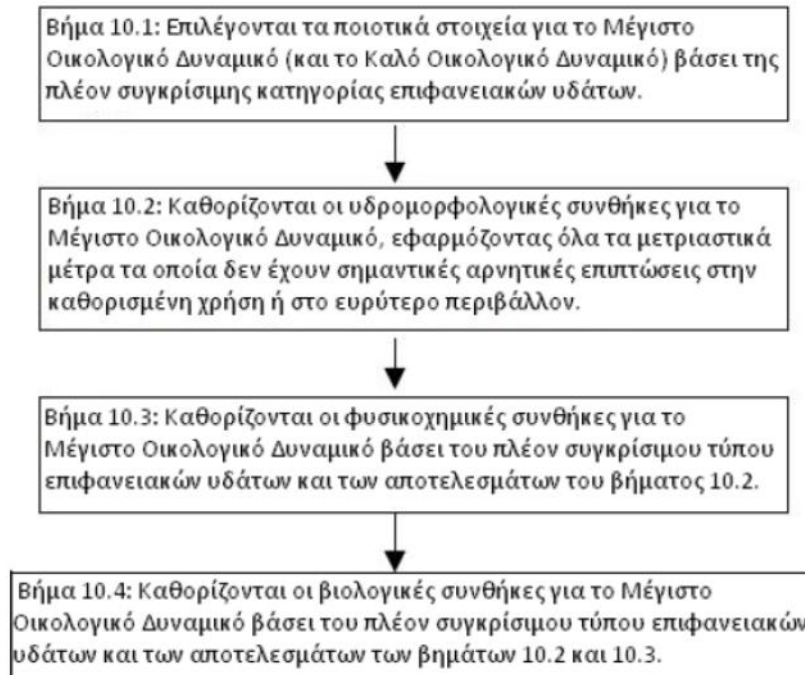 Βήμα 10.1: Επιλέγονται τα ποιοτικά στοιχεία για το Μέγιστο
Οικολογικό Δυναμικό (και το Καλό Οικολογικό Δυναμικό) βάσει της
πλέον συγκρίσιμης κατηγορίας επιφανειακών υδάτων.
Βήμα 10.2: Καθορίζονται οι υδρομορφολογικές συνθήκες για το
Μέγιστο Οικολογικό Δυναμικό, εφαρμόζοντας όλα τα μετριαστικά
μέτρα τα οποία δεν έχουν σημαντικές αρνητικές επιπτώσεις στην
καθορισμένη χρήση ή στο ευρύτερο περιβάλλον.
Βήμα 10.3: Καθορίζονται οι φυσικοχημικές συνθήκες για το
Μέγιστο Οικολογικό Δυναμικό βάσει του πλέον συγκρίσιμου τύπου
επιφανειακών υδάτων και των αποτελεσμάτων του βήματος 10.2.
Βήμα 10.4: Καθορίζονται οι βιολογικές συνθήκες για το Μέγιστο
Οικολογικό Δυναμικό βάσει του πλέον συγκρίσιμου τύπου επιφανειακών
υδάτων και των αποτελεσμάτων των βημάτων 10.2 και 10.3.